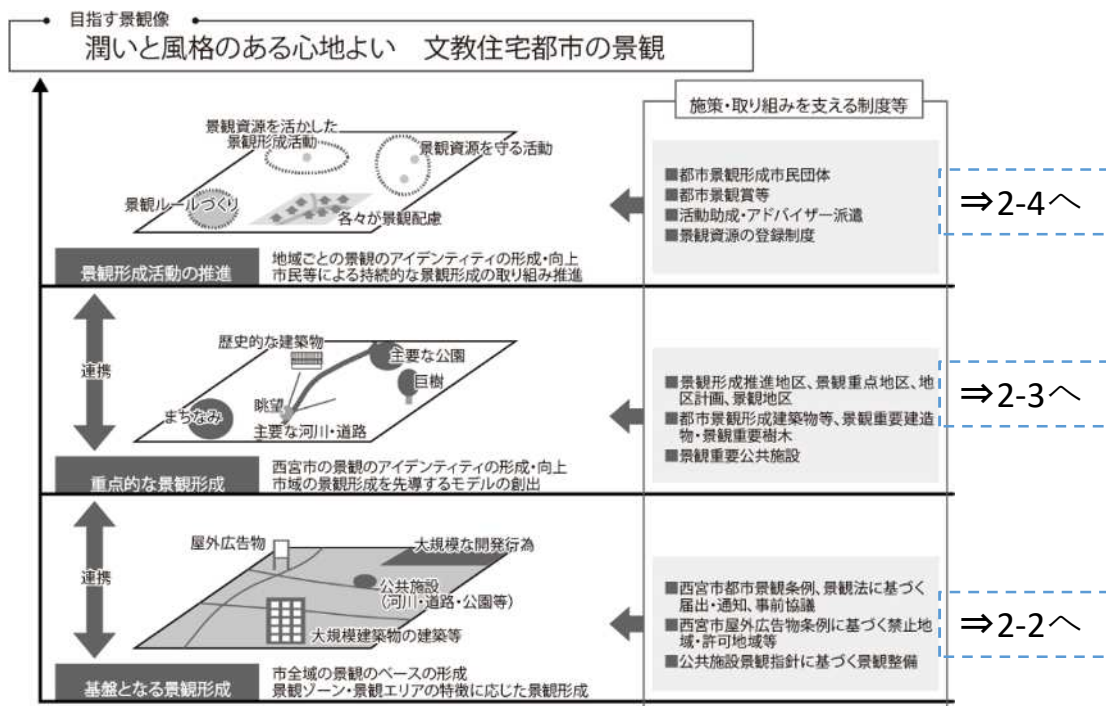 目指す景観像
潤いと風格のある心地よい　文教住宅都市の景観
施策・取り組みを支える制度等
景観資源を活かした
景観形成活動
景観資源を守る活動
景観ルールづくり
各々が景観配慮
景観形成活動の推進
地域ごとの景観のアイデンティティの形成・向上
市民等による持続的な景観形成の取り組み推進
■都市景観形成市民団体
■都市景観賞等
■活動助成・アドバイザー派遣
■景観資源の登録制度
⇒2-4へ
連携
歴史的な建築物
主要な公園
巨樹
眺望
まちなみ
主要な河川・道路
重点的な景観形成
西宮市の景観のアイデンティティの形成・向上
市域の景観形成を先導するモデルの創出
■景観形成推進地区、景観重点地区、地
区計画、景観地区
■都市景観形成建築物等、景観重要建造
物・景観重要樹木
■景観重要公共施設
⇒2-3へ
連携
屋外広告物
大規模な開発行為
公共施設
(河川・道路・公園等)
大規模建築物の建築等
基盤となる景観形成
市全域の景観のベースの形成
景観ゾーン・景観エリアの特徴に応じた景観形成
■西宮市都市景観条例、景観法に基づく
届出・通知、事前協議
■西宮市屋外広告物条例に基づく禁止地
域・許可地域等
■公共施設景観指針に基づく景観整備
⇒2-2へ